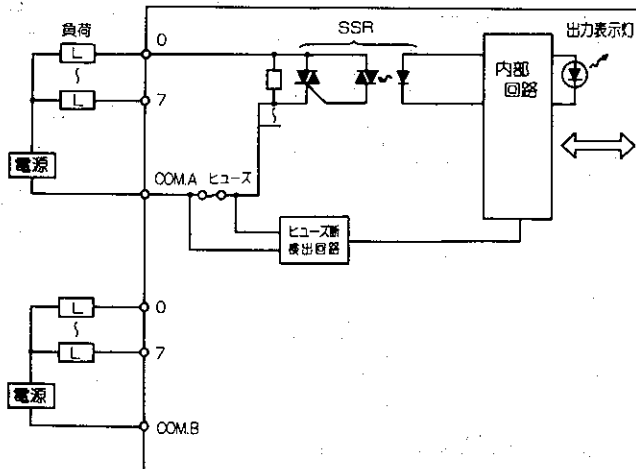 負荷
0
SSR
出力表示灯
L
内部
回路
L
7
電源
COM.A
ヒューズ
ヒューズ断
検出回路
L
0
L
7
電源
COM.B